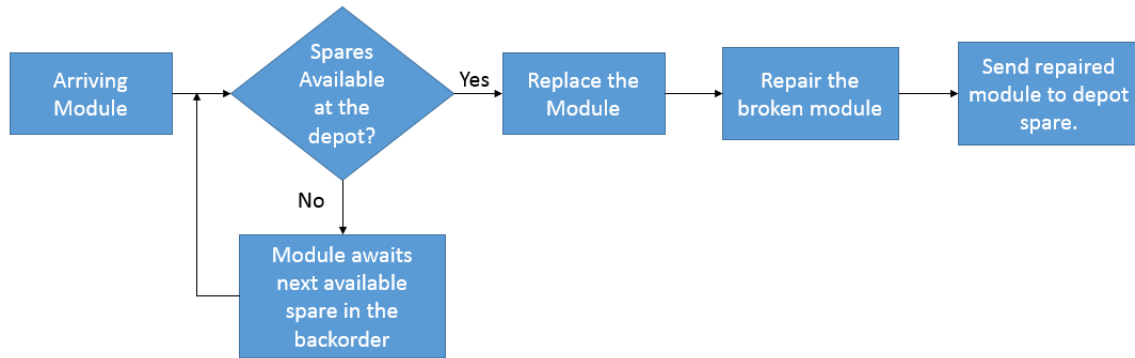 Arriving
Module
Spares
Available
at the
depot?
Yes
Replace the
Module
Repair the
broken module
Send repaired
module to depot
spare.
No
Module awaits
next available
spare in the
backorder